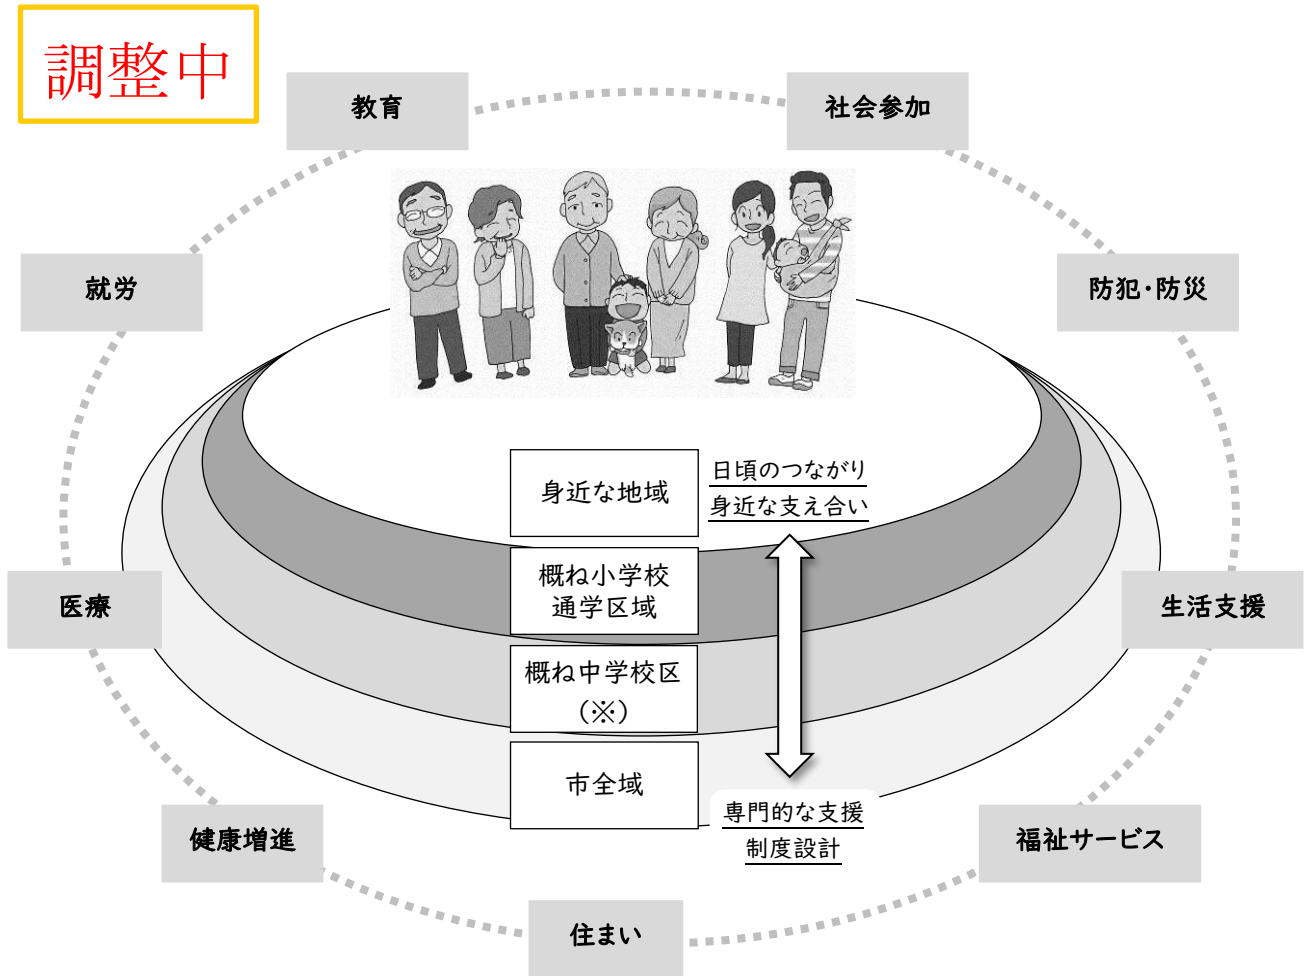 調整中
教育
社会参加
就労
防犯・防災
身近な地域
日頃のつながり
身近な支え合い
概ね小学校
通学区域
医療
生活支援
概ね中学校区
（※）
市全域
専門的な支援
制度設計
健康増進
福祉サービス
住まい